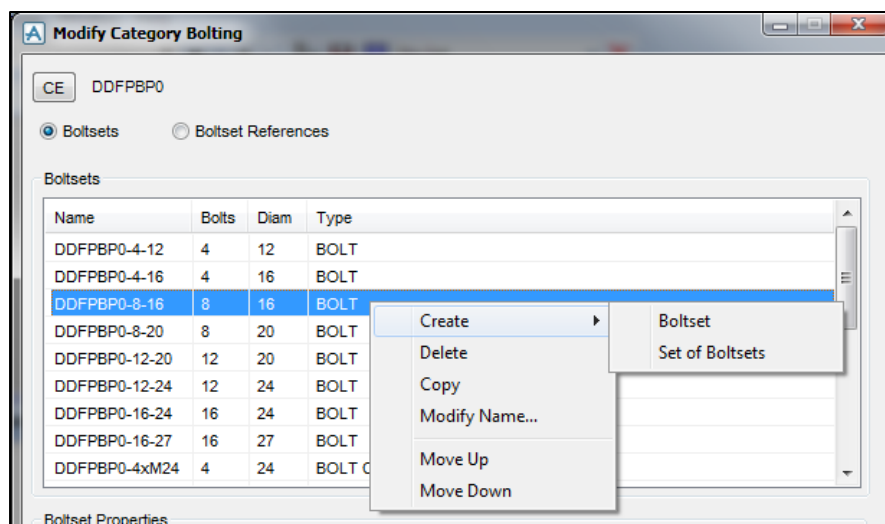 Modify Category Bolting
CE DDFPBP0
Boltsets Boltset References
Boltsets
Name Bolts Diam Type
DDFPBP0-4-12 4 12 BOLT
DDFPBP0-4-16 4 16 BOLT
DDFPBP0-8-16 8 16 BOLT
DDFPBP0-8-20 8 20 BOLT
DDFPBP0-12-20 12 20 BOLT
DDFPBP0-12-24 12 24 BOLT
DDFPBP0-16-24 16 24 BOLT
DDFPBP0-16-27 16 27 BOLT
DDFPBP0-4xM24 4 24 BOLT C
Create
Delete
Copy
Modify Name...
Move Up
Move Down
Boltset
Set of Boltsets
Boltset Properties